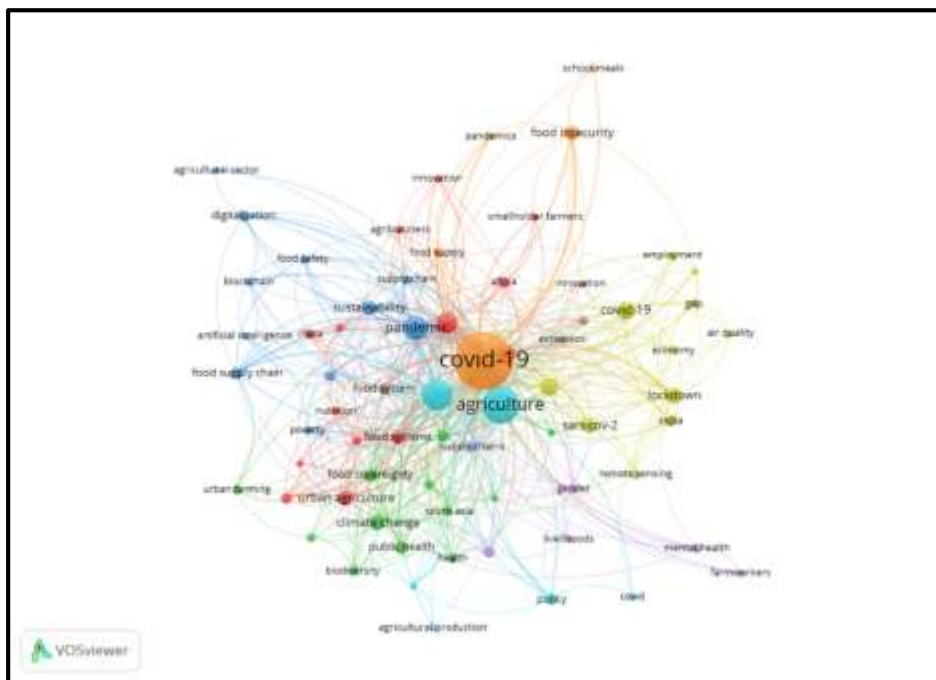 school meals
food insecurity
pandemics
agricultural sector
innovation
digitalization
smallholder farmers
agribusiness
food supply
employment
food safety
blockchain
supply chain
africa
innovation
sustainability
covid-19
gdp
pandemic
artificial intelligence
extension
air quality
economy
covid-19
food supply chain
food system
lockdown
agriculture
nutrition
india
poverty
food systems
sars-cov-2
supply chains
food sovereignty
remote sensing
urban farming
gender
urban agriculture
south asia
climate change
livelihoods
public health
mental health
health
biodiversity
farmworkers
policy
covid
agricultural production
VOSviewer